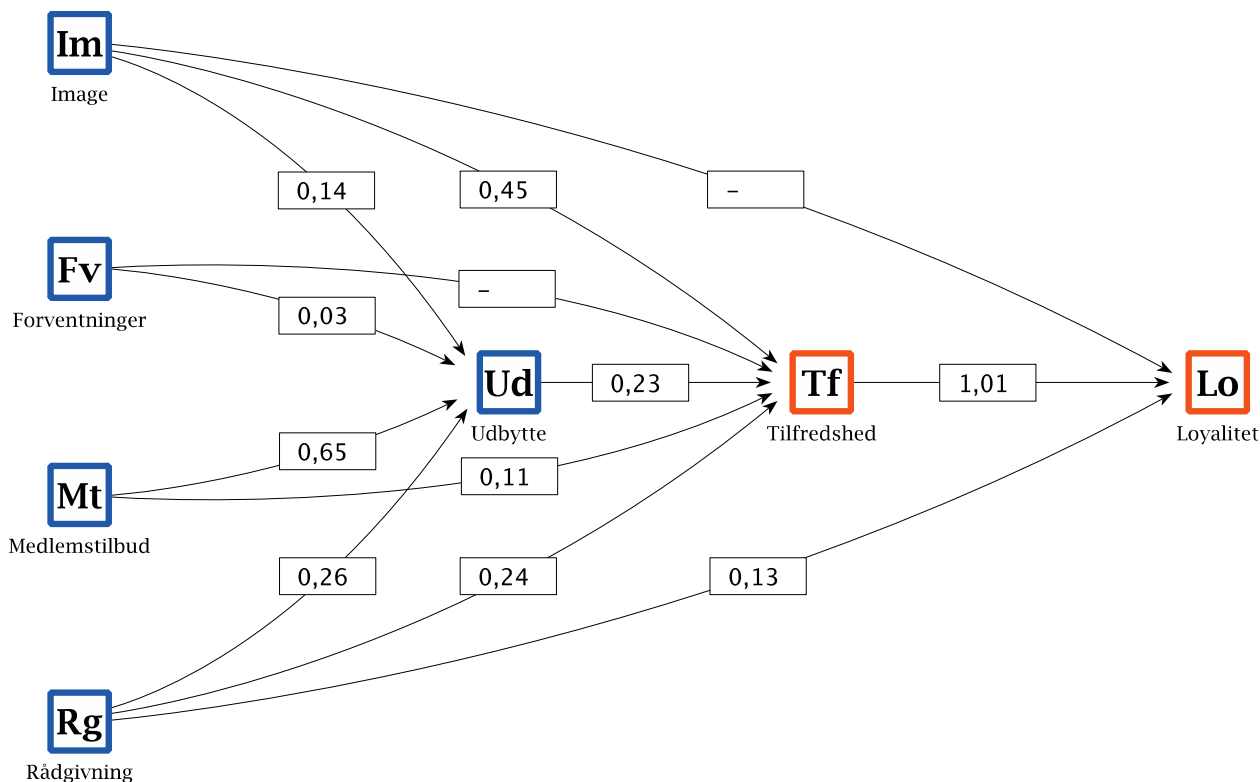 Im
Image
0,14
0,45
–
Fv
Forventninger
–
0,03
Ud
Udbytte
0,23
Tf
Tilfredshed
1,01
Lo
Loyalitet
0,65
0,11
Mt
Medlemstilbud
0,26
0,24
0,13
Rg
Rådgivning